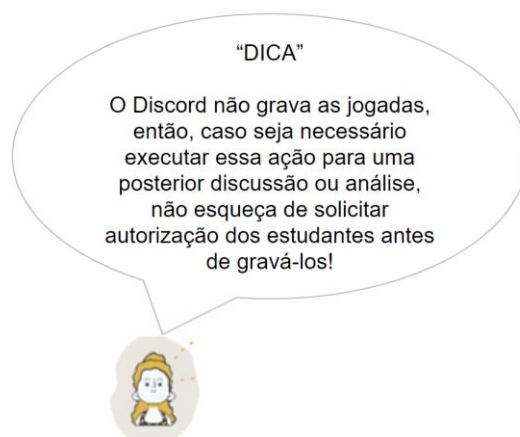 “DICA”
O Discord não grava as jogadas,
então, caso seja necessário
executar essa ação para uma
posterior discussão ou análise,
não esqueça de solicitar
autorização dos estudantes antes
de gravá-los!